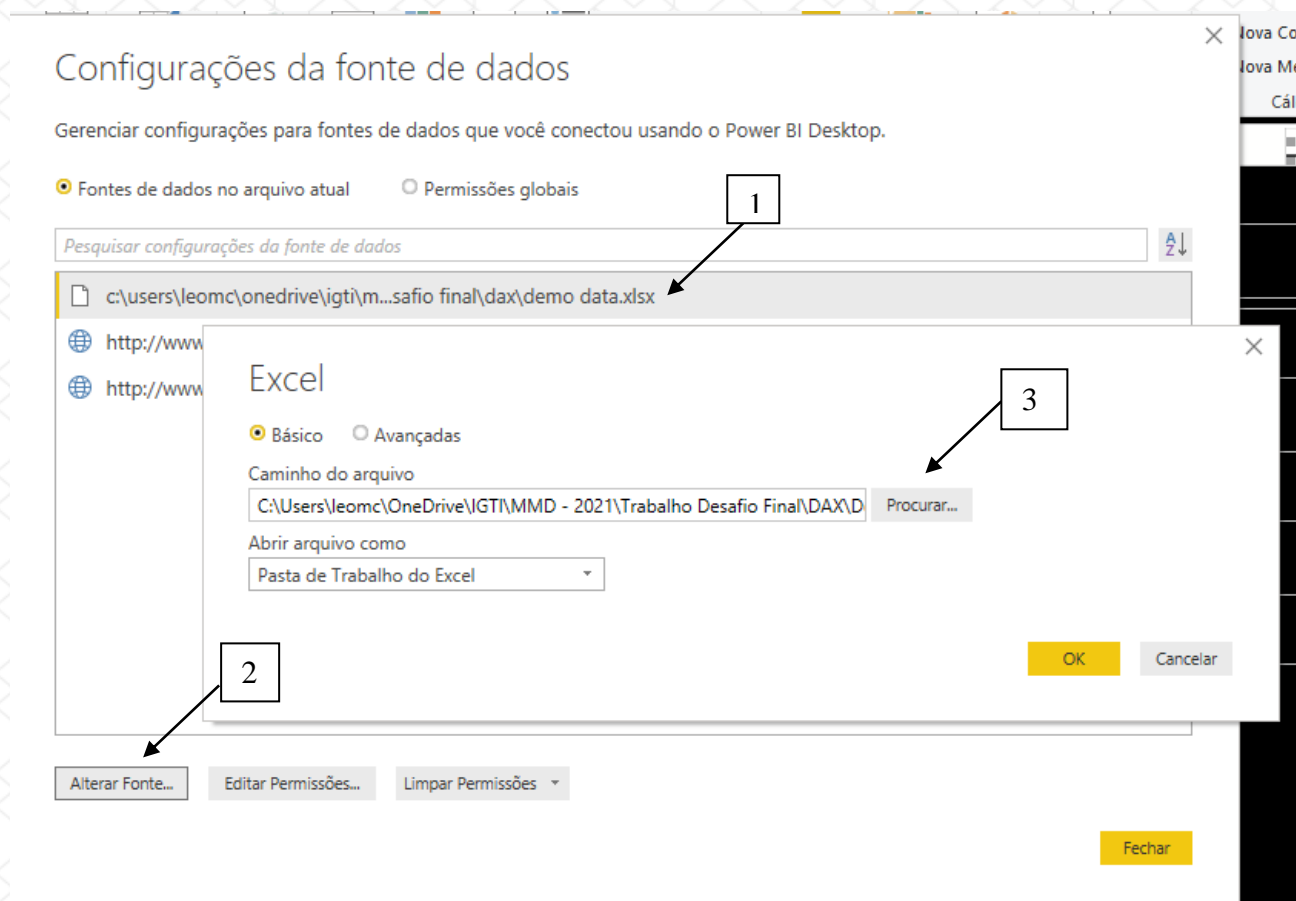 Configurações da fonte de dados
Gerenciar configurações para fontes de dados que você conectou usando o Power BI Desktop.
Fontes de dados no arquivo atual Permissões globais
1
Pesquisar configurações da fonte de dados
c:\users\leomc\onedrive\igti\m...safio final\dax\demo data.xlsx
http://www
http://www
Excel
3
Básico Avançadas
Caminho do arquivo
C:\Users\leomc\OneDrive\IGTI\MMD - 2021\Trabalho Desafio Final\DAX\D
Procurar...
Abrir arquivo como
Pasta de Trabalho do Excel
OK Cancelar
2
Alterar Fonte... Editar Permissões... Limpar Permissões
Fechar
Nova
Nova